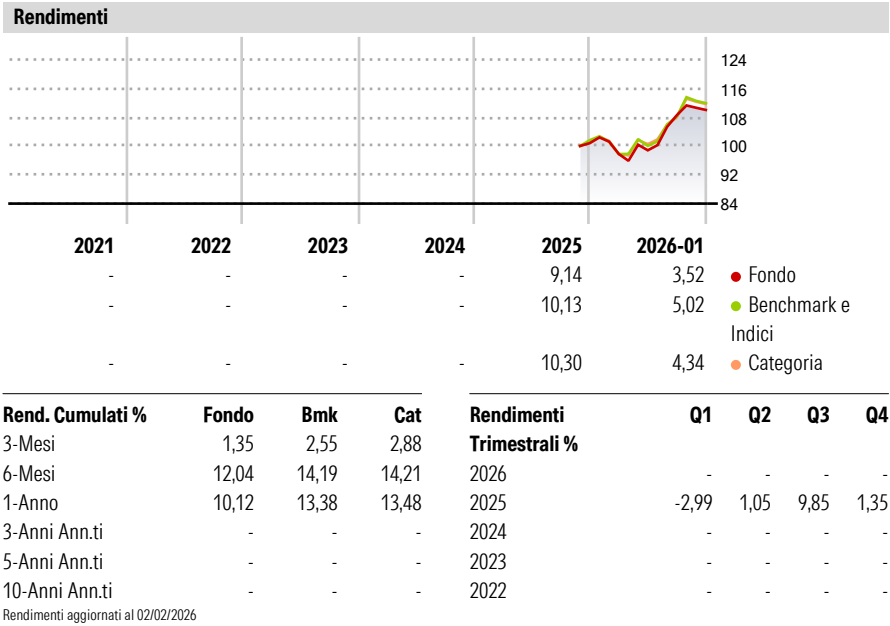 Rendimenti
124
116
108
100
92
84
2021 2022 2023 2024 2025 2026-01
- - - - 9,14 3,52 Fondo
- - - - 10,13 5,02 Benchmark e
Indici
- - - - 10,30 4,34 Categoria
Rend. Cumulati % Fondo Bmk Cat
3-Mesi 1,35 2,55 2,88
6-Mesi 12,04 14,19 14,21
1-Anno 10,12 13,38 13,48
3-Anni Ann.ti - - -
5-Anni Ann.ti - - -
10-Anni Ann.ti - - -
Rendimenti Q1 Q2 Q3 Q4
Trimestrali %
2026 - - - -
2025 -2,99 1,05 9,85 1,35
2024 - - - -
2023 - - - -
2022 - - - -
Rendimenti aggiornati al 02/02/2026